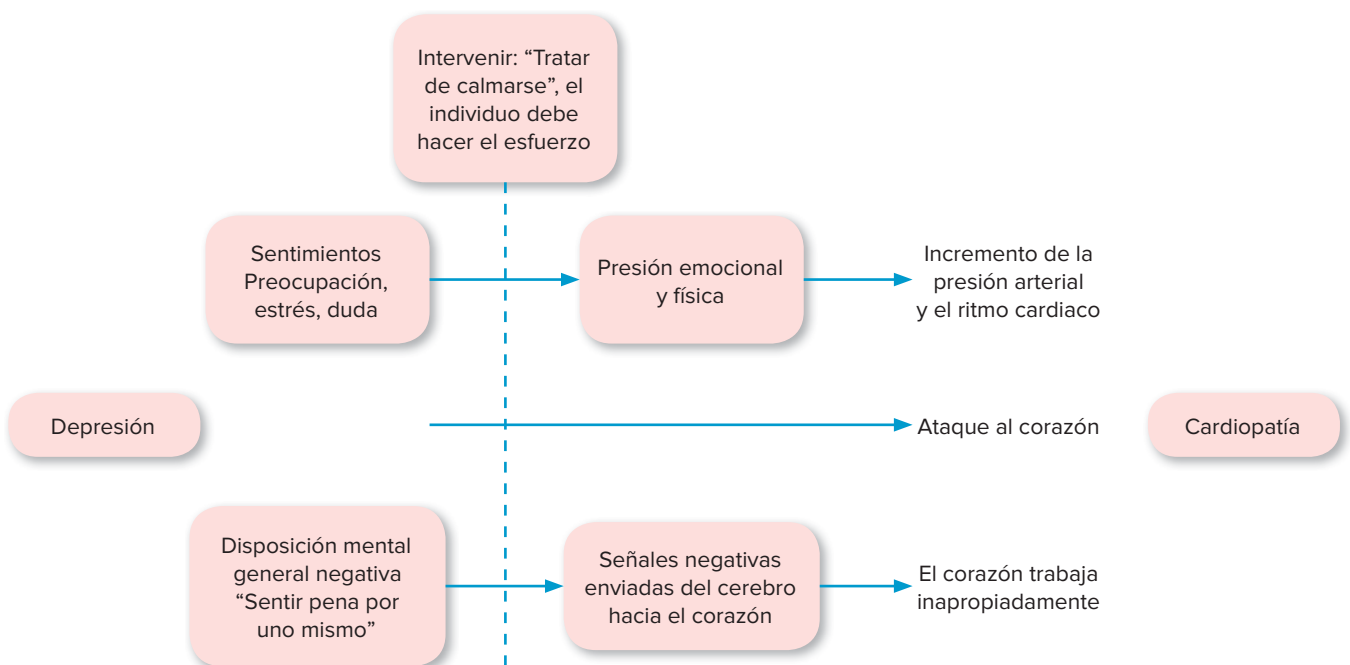 Intervenir: “Tratar
de calmarse”, el
individuo debe
hacer el esfuerzo
Sentimientos
Preocupación,
estrés, duda
Presión emocional
y física
Incremento de la
presión arterial
y el ritmo cardiaco
Depresión
Ataque al corazón
Cardiopatía
Disposición mental
general negativa
“Sentir pena por
uno mismo”
Señales negativas
enviadas del cerebro
hacia el corazón
El corazón trabaja
inapropiadamente